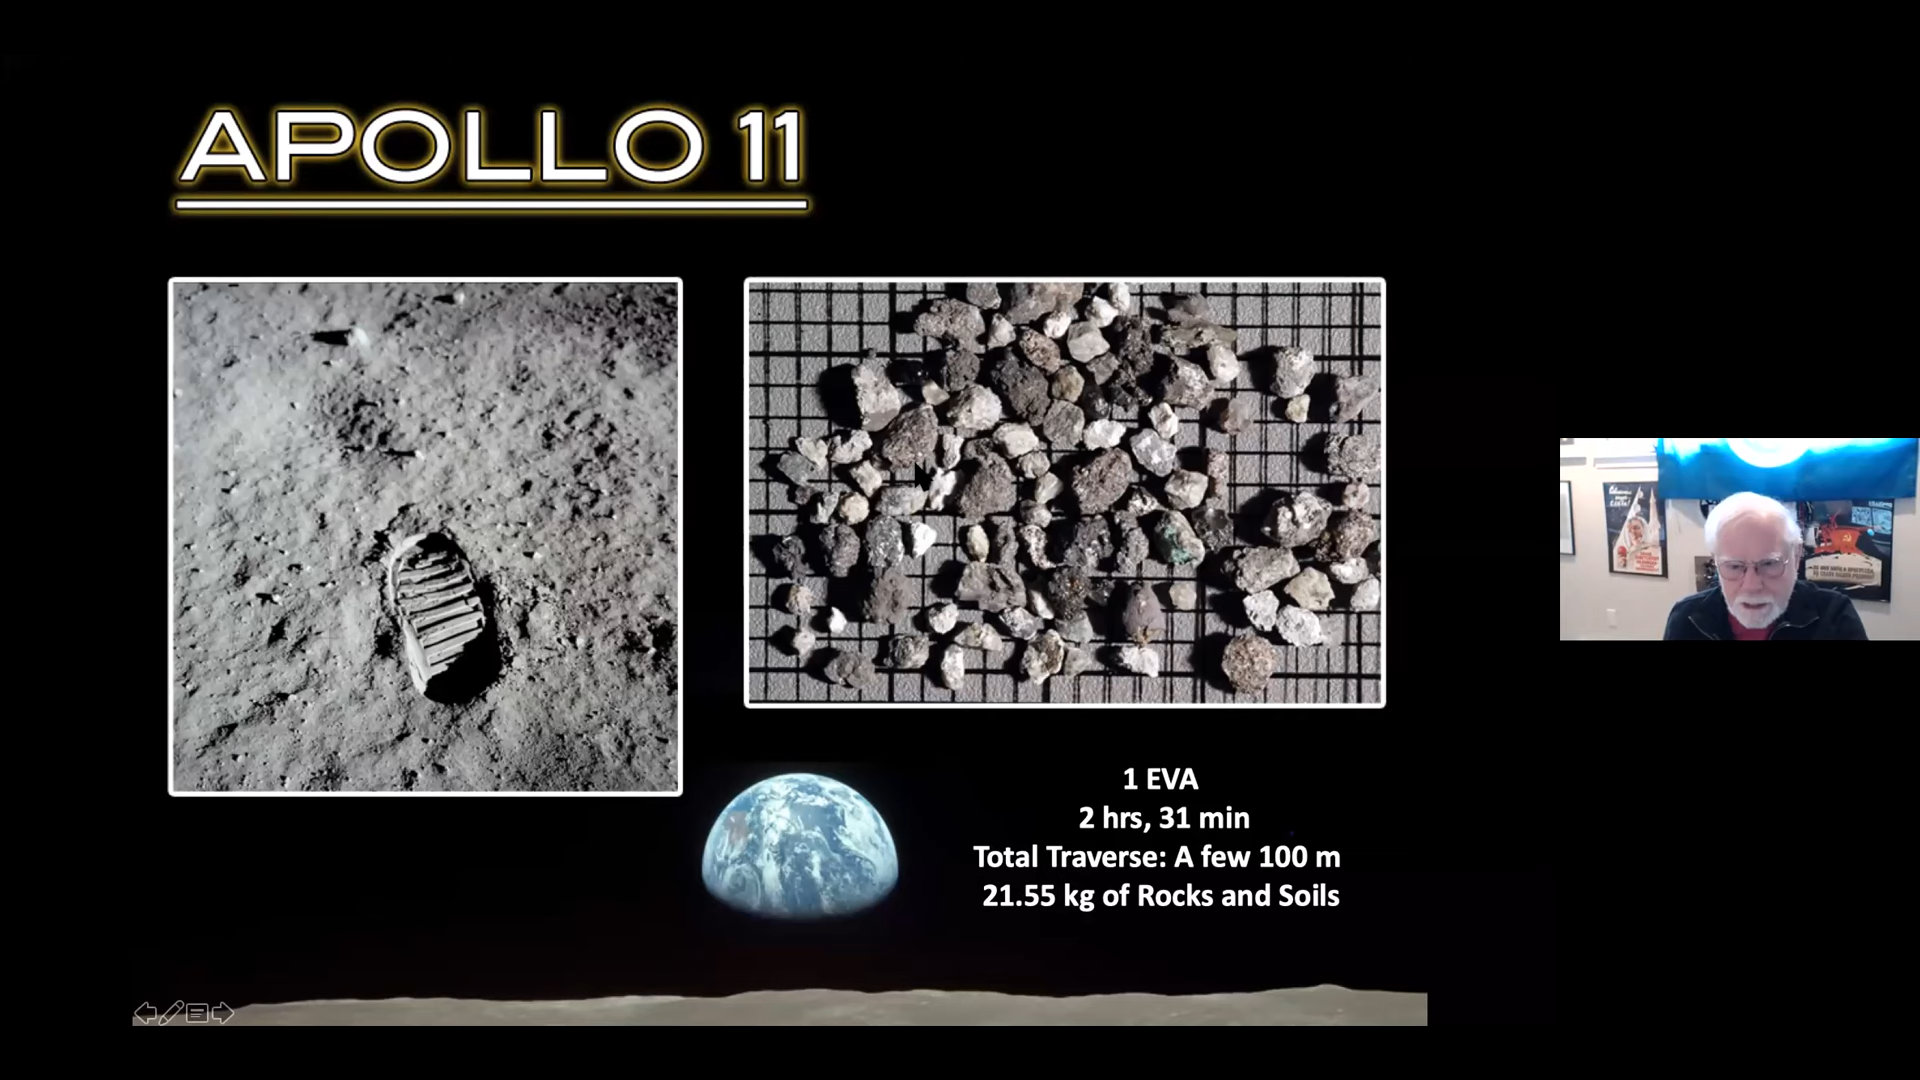 APOLLO 11
1 EVA
2 hrs, 31 min
Total Traverse: A few 100 m
21.55 kg of Rocks and Soils